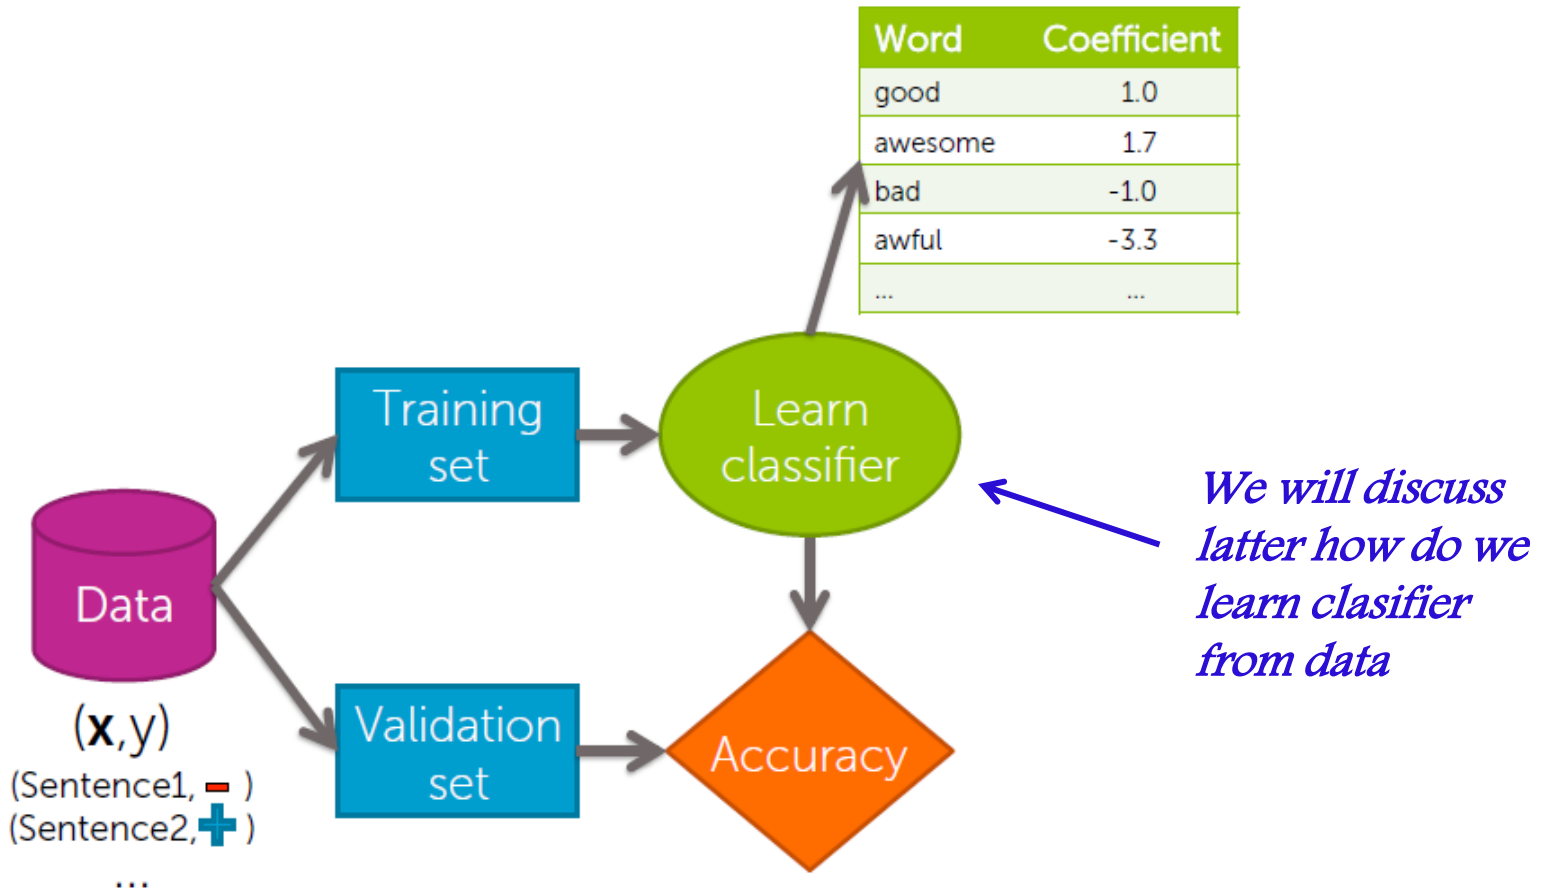 Word Coefficient
good 1.0
awesome 1.7
bad -1.0
awful -3.3
... ...
Training
set
Learn
classifier
We will discuss
latter how do we
learn clasifier
from data
Data
(x,y)
(Sentence1, - )
(Sentence2,+ )
...
Validation
set
Accuracy